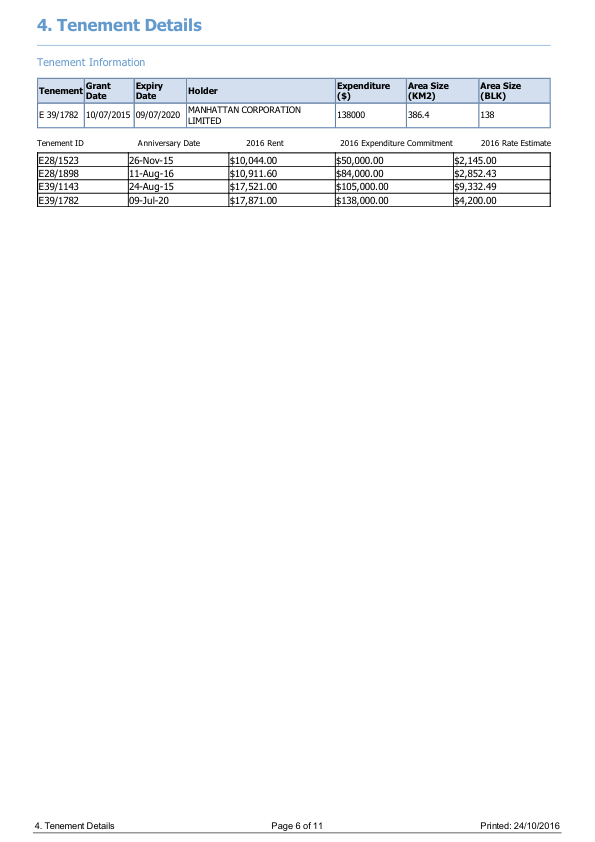 4. Tenement Details
Tenement Information
Tenement Grant Date Expiry Date Holder Expenditure ($) Area Size (KM2) Area Size (BLK)
E 39/1782 10/07/2015 09/07/2020 MANHATTAN CORPORATION LIMITED 138000 386.4 138
Tenement ID Anniversary Date 2016 Rent 2016 Expenditure Commitment 2016 Rate Estimate
E28/1523 26-Nov-15 $10,044.00 $50,000.00 $2,145.00
E28/1898 11-Aug-16 $10,911.60 $84,000.00 $2,852.43
E39/1143 24-Aug-15 $17,521.00 $105,000.00 $9,332.49
E39/1782 09-Jul-20 $17,871.00 $138,000.00 $4,200.00
4. Tenement Details Page 6 of 11 Printed: 24/10/2016